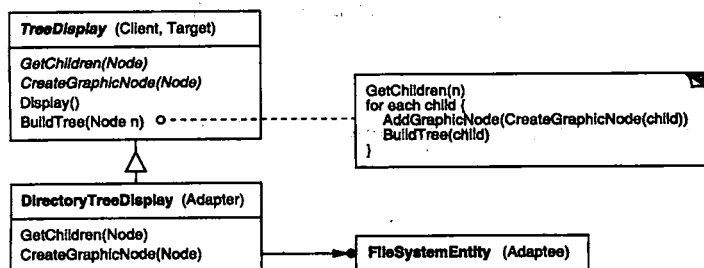 TreeDisplay (Client, Target)
GetChildren(Node)
CreateGraphicNode(Node)
Display()
BuildTree(Node n)
GetChildren(n)
for each child {
AddGraphicNode(CreateGraphicNode(child))
BuildTree(child)
}
DirectoryTreeDisplay (Adapter)
GetChildren(Node)
CreateGraphicNode(Node)
FileSystemEntity (Adaptee)